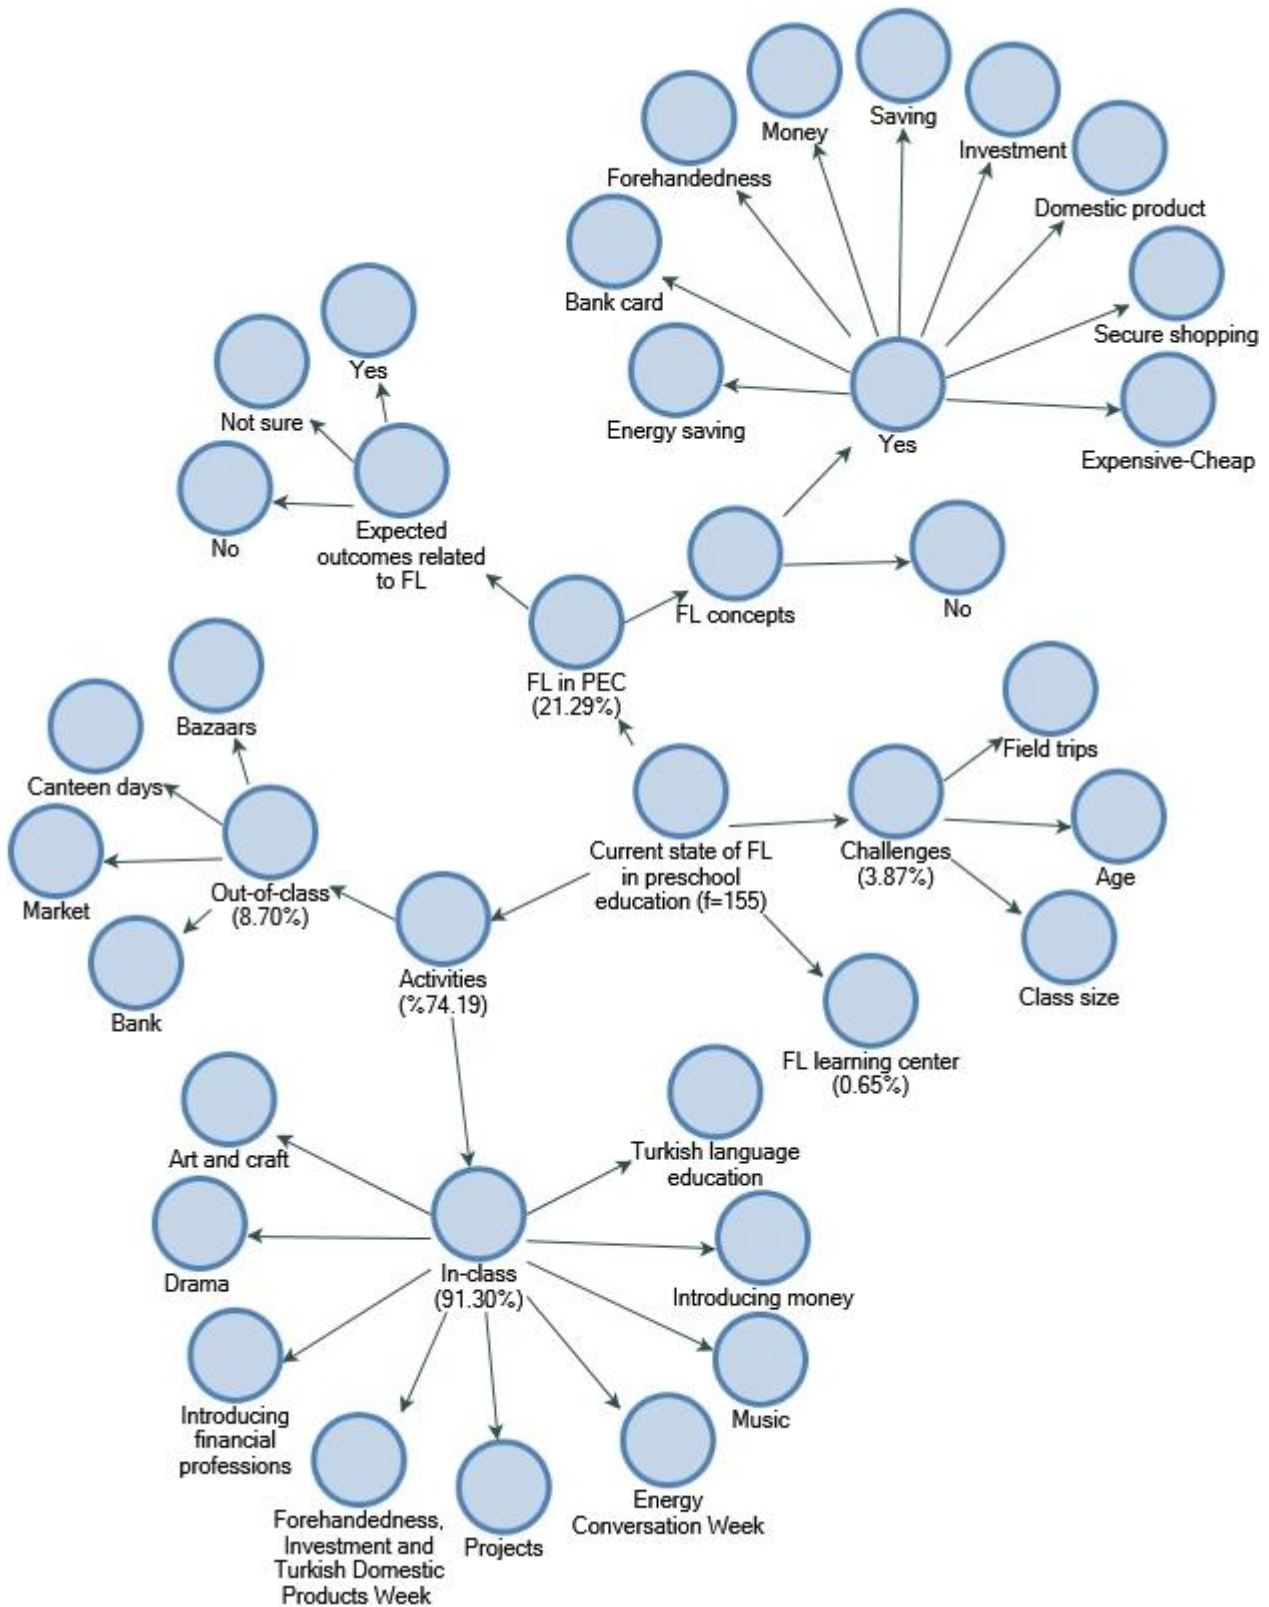 Saving
Money
Investment
Forehandedness
Domestic product
Bank card
Secure shopping
Energy saving
Yes
Expensive-Cheap
Yes
Not sure
No
Expected
outcomes related
to FL
FL concepts
No
FL in PEC
(21.29%)
Bazaars
Canteen days
Market
Bank
Out-of-class
(8.70%)
Current state of FL
in preschool
education (f=155)
Challenges
(3.87%)
Field trips
Age
Class size
Activities
(%74.19)
FL learning center
(0.65%)
Art and craft
Drama
Introducing
financial
professions
In-class
(91.30%)
Turkish language
education
Introducing money
Music
Energy
Conversation Week
Projects
Forehandedness,
Investment and
Turkish Domestic
Products Week